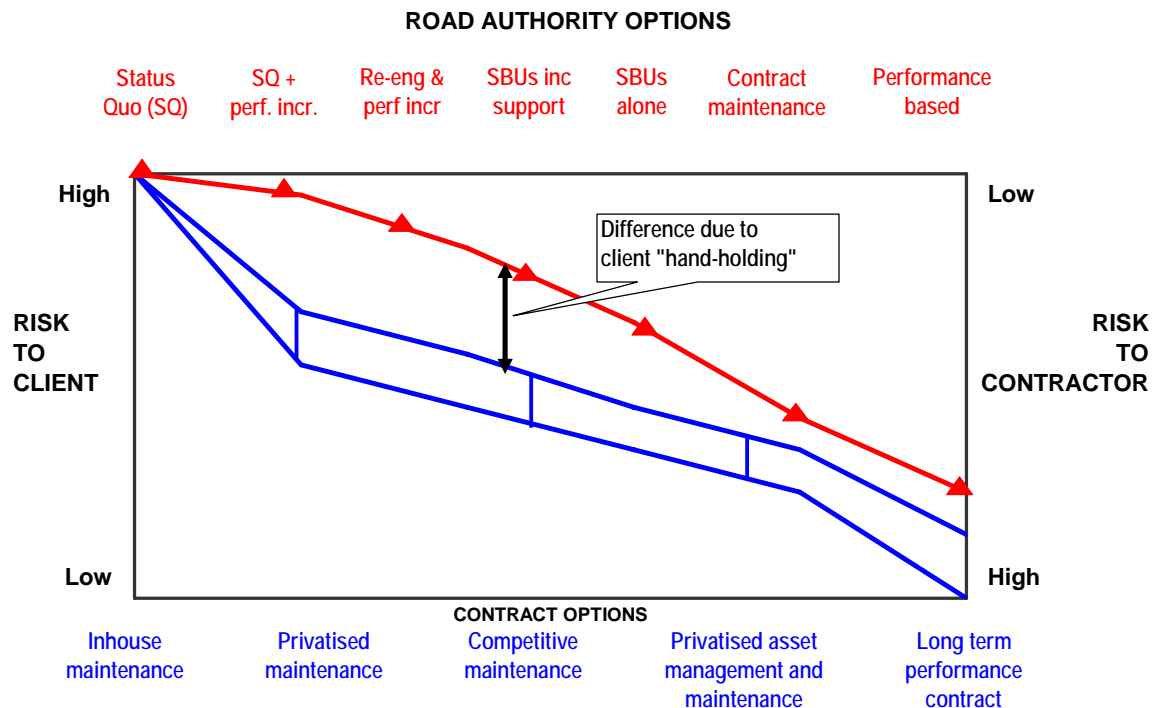 ROAD AUTHORITY OPTIONS
Status
Quo (SQ)
SQ +
perf. incr.
Re-eng &
perf incr
SBUs inc
support
SBUs
alone
Contract
maintenance
Performance
based
High
Low
Difference due to
client "hand-holding"
RISK
TO
CLIENT
RISK
TO
CONTRACTOR
Low
High
CONTRACT OPTIONS
Inhouse
maintenance
Privatised
maintenance
Competitive
maintenance
Privatised asset
management and
maintenance
Long term
performance
contract